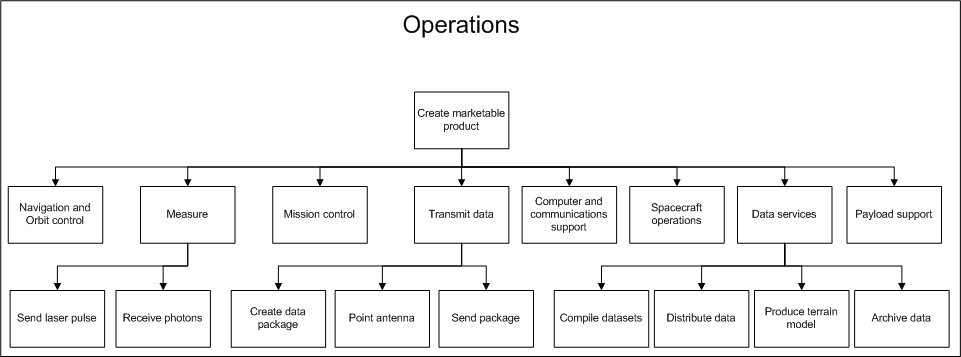 Operations
Create marketable
product
Navigation and
Orbit control
Measure
Mission control
Transmit data
Computer and
communications
support
Spacecraft
operations
Data services
Payload support
Send laser pulse
Receive photons
Create data
package
Point antenna
Send package
Compile datasets
Distribute data
Produce terrain
model
Archive data